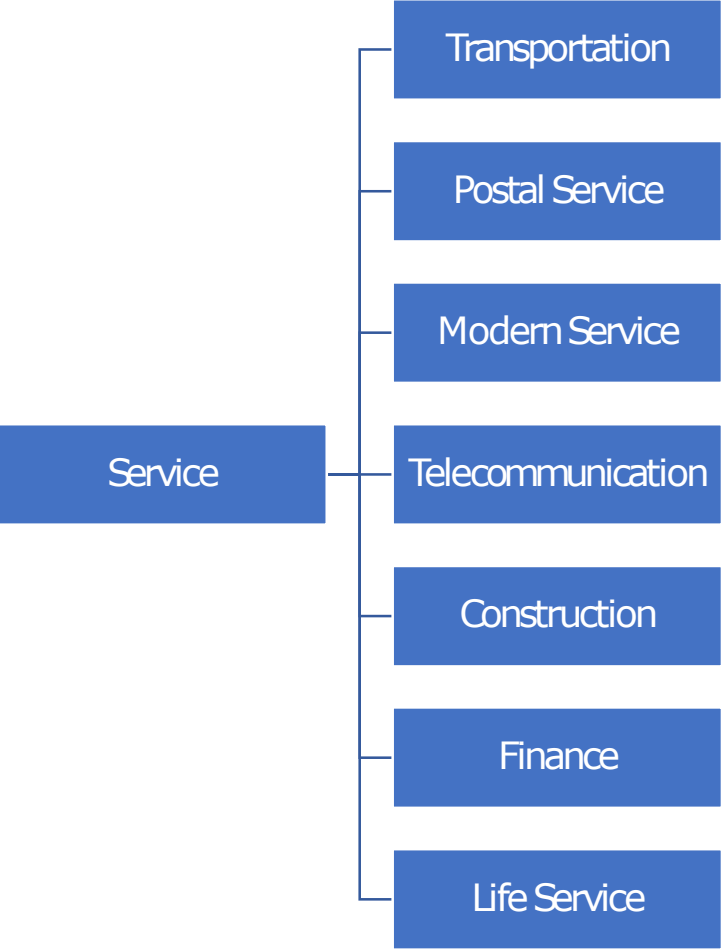 Transportation
Postal Service
Modern Service
Service
Telecommunication
Construction
Finance
Life Service